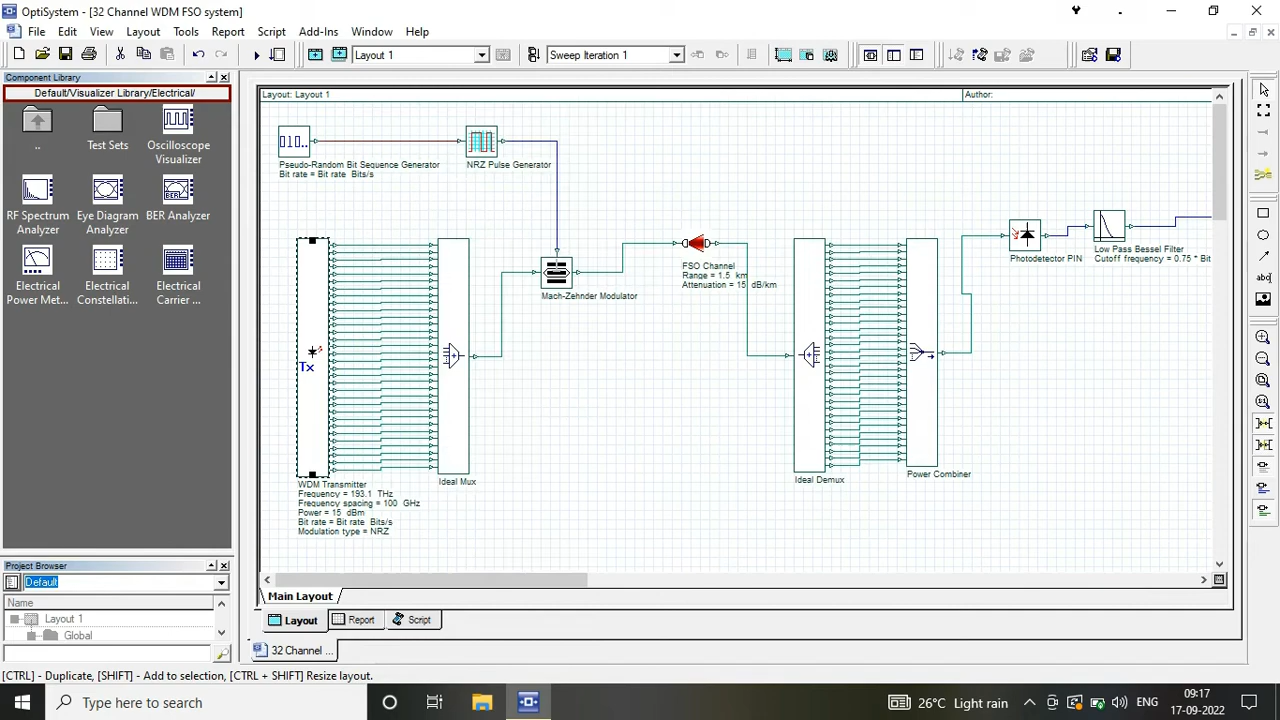 OptiSystem - [32 Channel WDM FSO system]
File Edit View Layout Tools Report Script Add-Ins Window Help
Layout 1
Sweep Iteration 1
Component Library
Default/Visualizer Library/Electrical/
..
Test Sets
Oscilloscope Visualizer
RF Spectrum Analyzer
Eye Diagram Analyzer
BER Analyzer
Electrical Power Met...
Electrical Constellati...
Electrical Carrier ...
Project Browser
Default
Name
Layout 1
Global
Layout: Layout 1
Author:
010..
Pseudo-Random Bit Sequence Generator
Bit rate = Bit rate Bits/s
NRZ Pulse Generator
Mach-Zehnder Modulator
FSO Channel
Range = 1.5 km
Attenuation = 15 dB/km
Photodetector PIN
Low Pass Bessel Filter
Cutoff frequency = 0.75 * Bit
Tx
WDM Transmitter
Frequency = 193.1 THz
Frequency spacing = 100 GHz
Power = 15 dBm
Bit rate = Bit rate Bits/s
Modulation type = NRZ
Ideal Mux
Ideal Demux
Power Combiner
Main Layout
Layout Report Script
32 Channel ...
[CTRL] - Duplicate, [SHIFT] - Add to selection, [CTRL + SHIFT] Resize layout.
Type here to search
26°C Light rain
ENG
09:17
17-09-2022